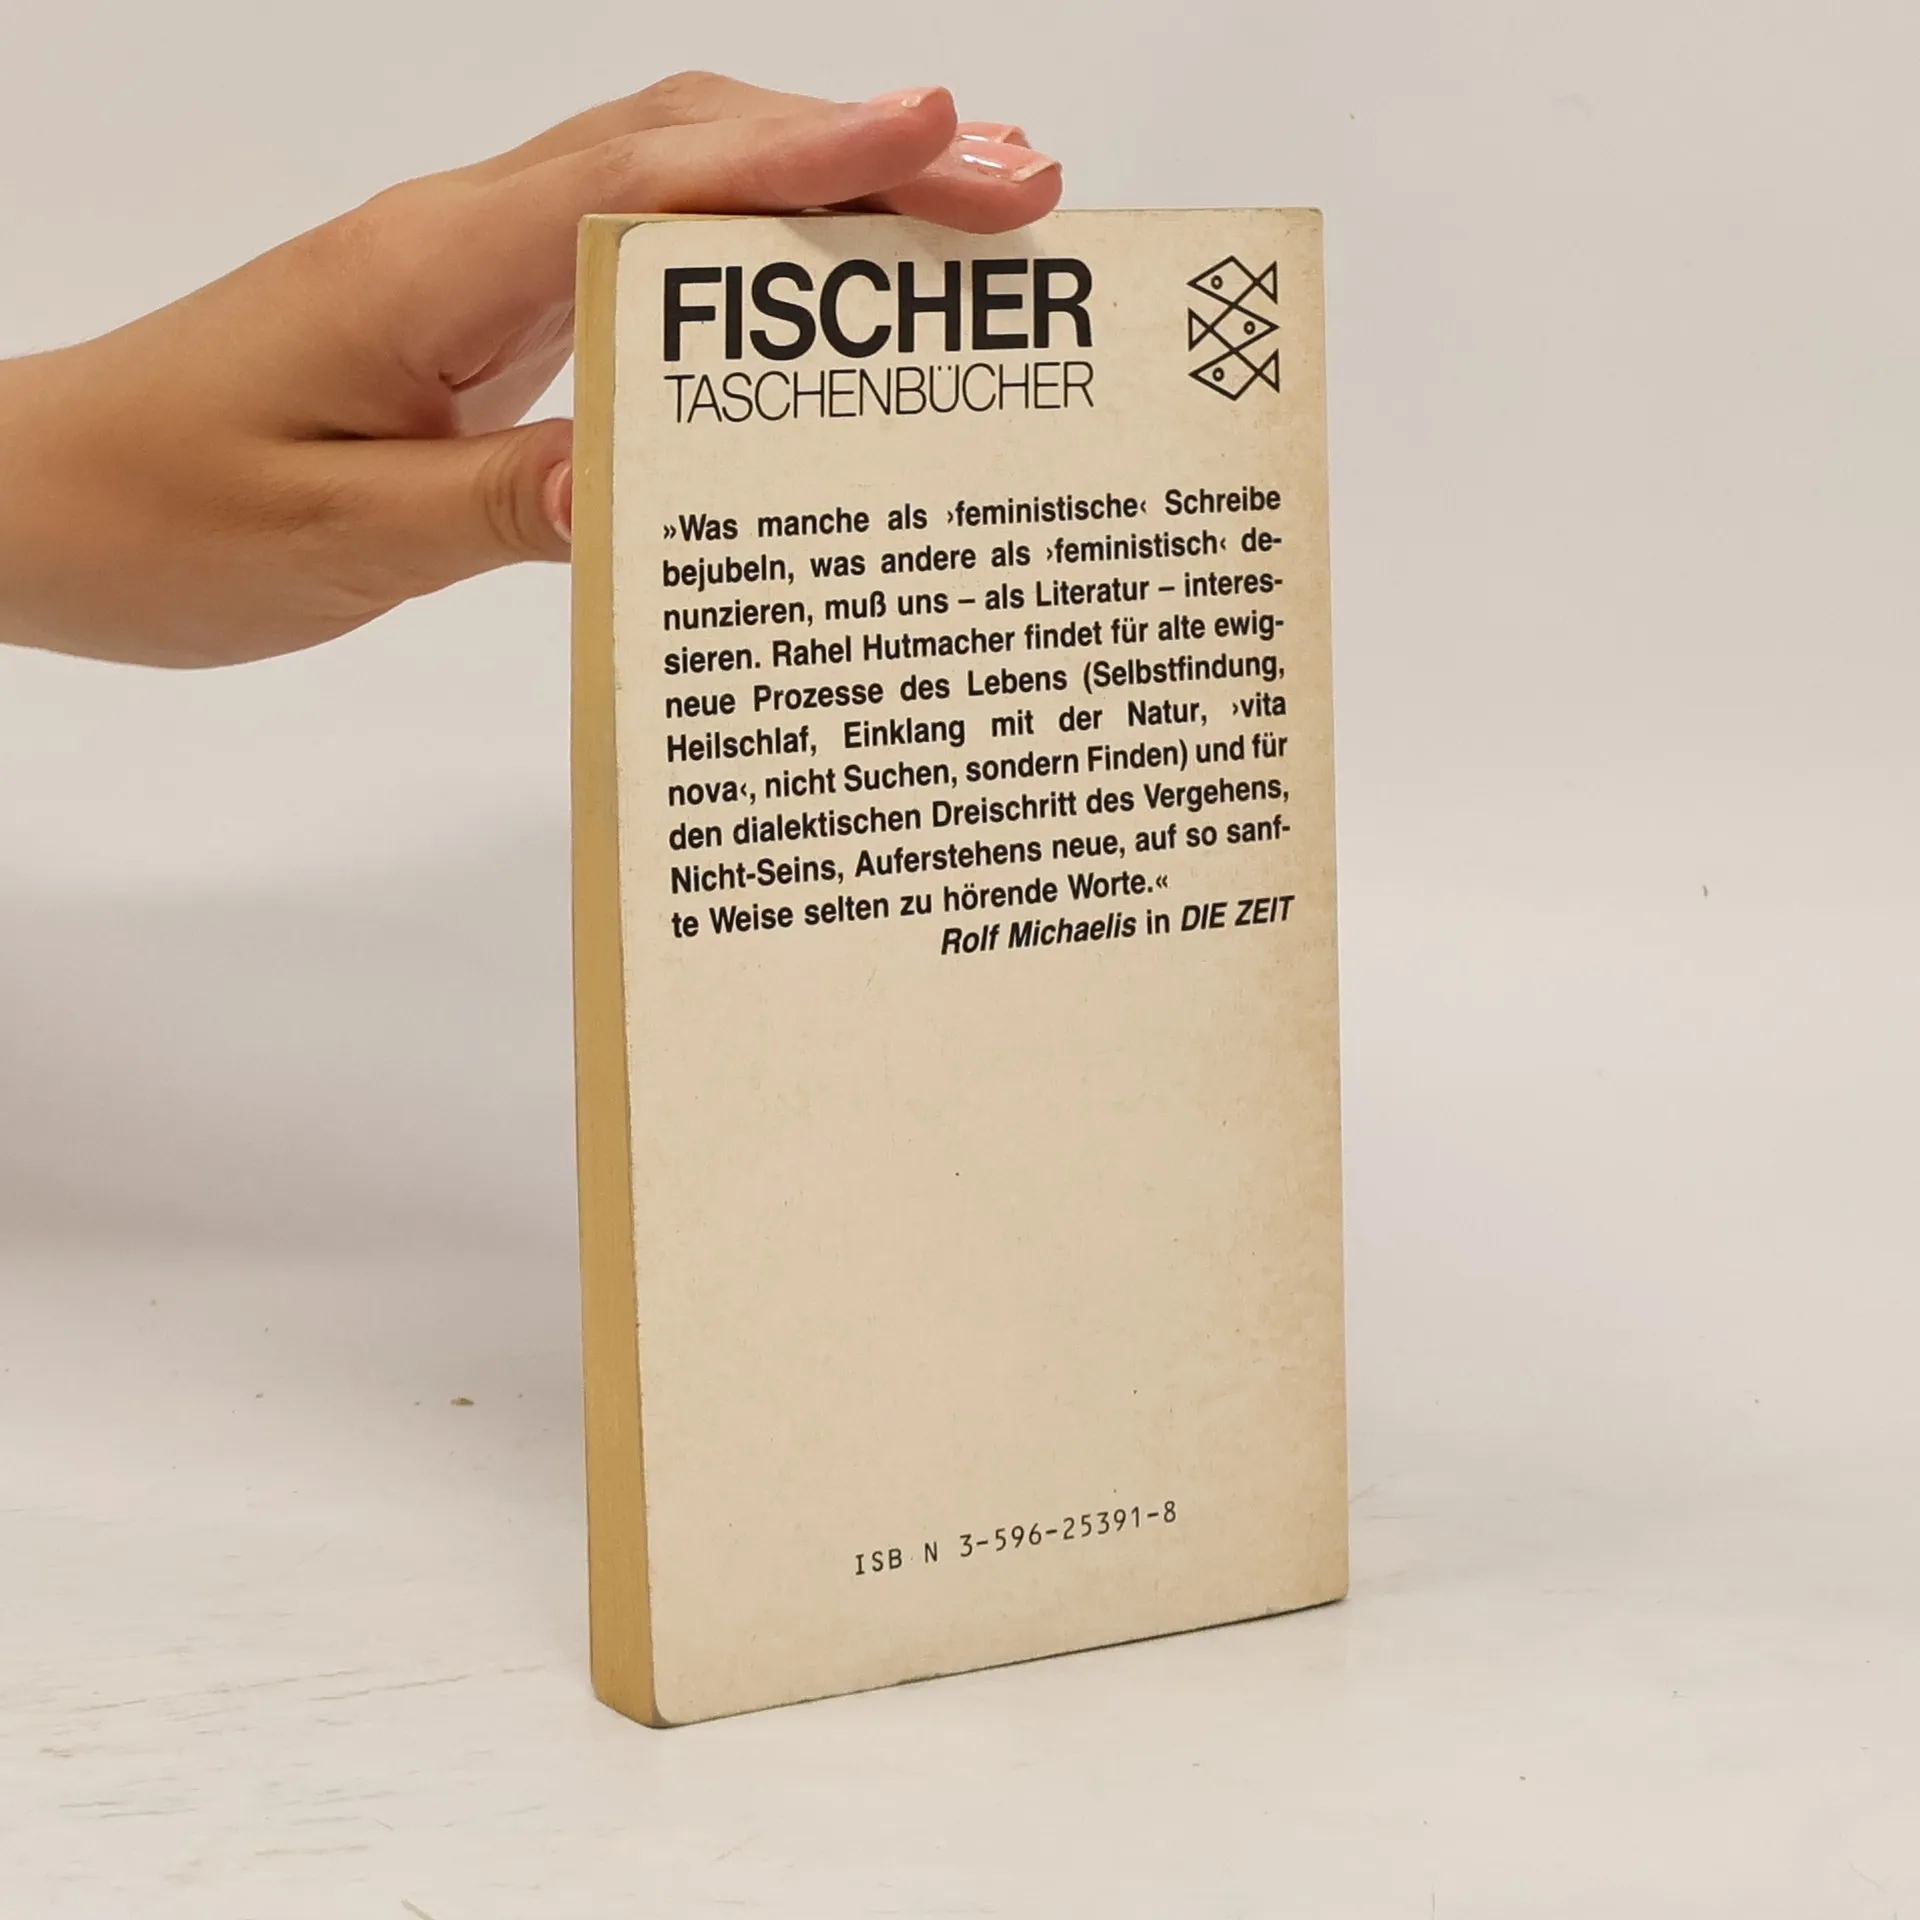 FISCHER
TASCHENBÜCHER
»Was manche als ›feministische‹ Schreibe
bejubeln, was andere als ›feministisch‹ de-
nunzieren, muß uns – als Literatur – interes-
sieren. Rahel Hutmacher findet für alte ewig-
neue Prozesse des Lebens (Selbstfindung,
Heilschlaf, Einklang mit der Natur, ›vita
nova‹, nicht Suchen, sondern Finden) und für
den dialektischen Dreischritt des Vergehens,
Nicht-Seins, Auferstehens neue, auf so sanf-
te Weise selten zu hörende Worte.«
Rolf Michaelis in DIE ZEIT
ISBN 3-596-25391-8